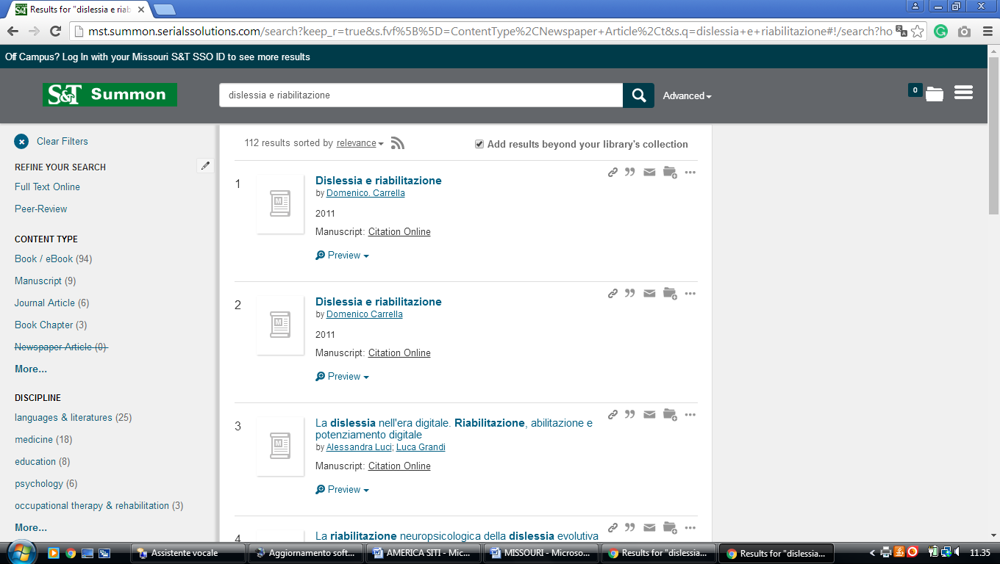 Results for "dislessia e riab
mst.summon.serialssolutions.com/search?keep_r=true&s.fvf%5B%5D=ContentType%2CNewspaper+Article%2Ct&s.q=dislessia+e+riabilitazione#!/search?ho
Off Campus? Log In with your Missouri S&T SSO ID to see more results
S&T Summon
dislessia e riabilitazione
Advanced
0
Clear Filters
REFINE YOUR SEARCH
Full Text Online
Peer-Review
CONTENT TYPE
Book / eBook (94)
Manuscript (9)
Journal Article (6)
Book Chapter (3)
Newspaper Article (0)
More...
DISCIPLINE
languages & literatures (25)
medicine (18)
education (8)
psychology (6)
occupational therapy & rehabilitation (3)
More...
112 results sorted by relevance
Add results beyond your library's collection
1
Dislessia e riabilitazione
by Domenico. Carrella
2011
Manuscript: Citation Online
Preview
2
Dislessia e riabilitazione
by Domenico Carrella
2011
Manuscript: Citation Online
Preview
3
La dislessia nell'era digitale. Riabilitazione, abilitazione e
potenziamento digitale
by Alessandra Luci; Luca Grandi
Manuscript: Citation Online
Preview
4
La riabilitazione neuropsicologica della dislessia evolutiva
Assistente vocale
Aggiornamento soft...
AMERICA SITI - Mic...
MISSOURI - Microso...
Results for "dislessia...
Results for "dislessia...
11.35